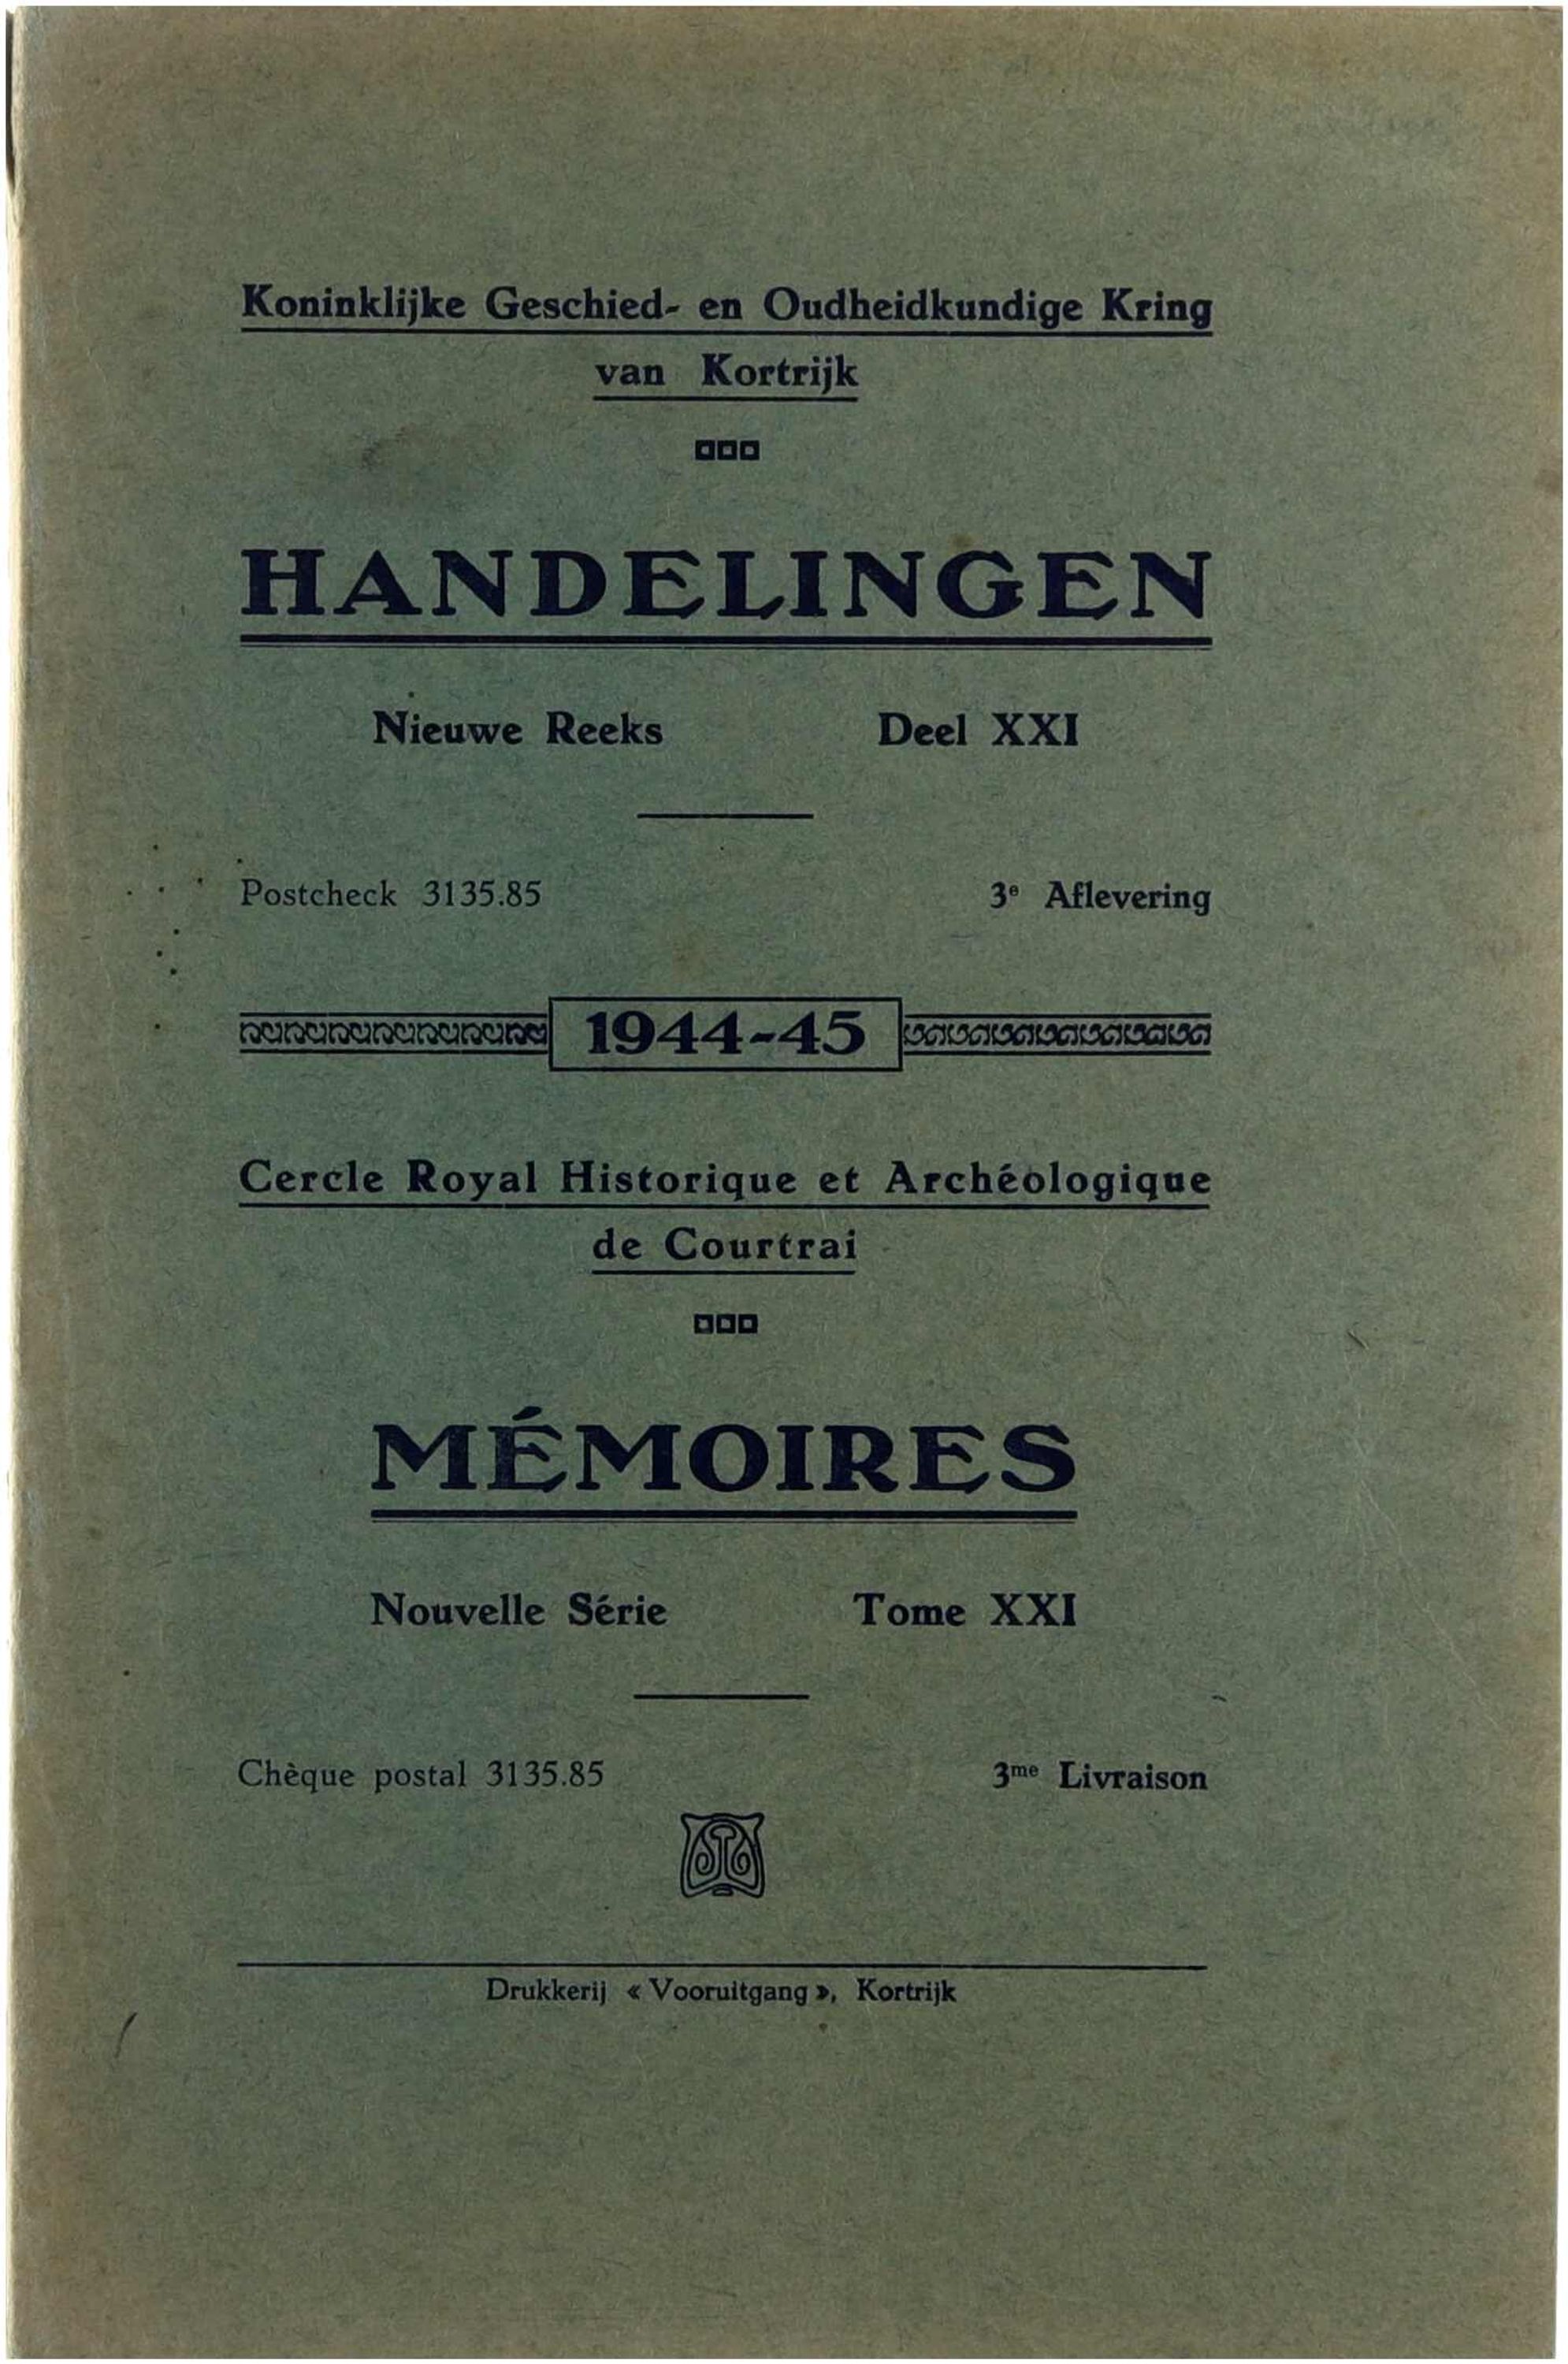 Koninklijke Geschied- en Oudheidkundige Kring
van Kortrijk
HANDELINGEN
Nieuwe Reeks Deel XXI
Postcheck 3135.85 3e Aflevering
1944-45
Cercle Royal Historique et Archéologique
de Courtrai
MÉMOIRES
Nouvelle Série Tome XXI
Chèque postal 3135.85 3me Livraison
Drukkerij « Vooruitgang », Kortrijk